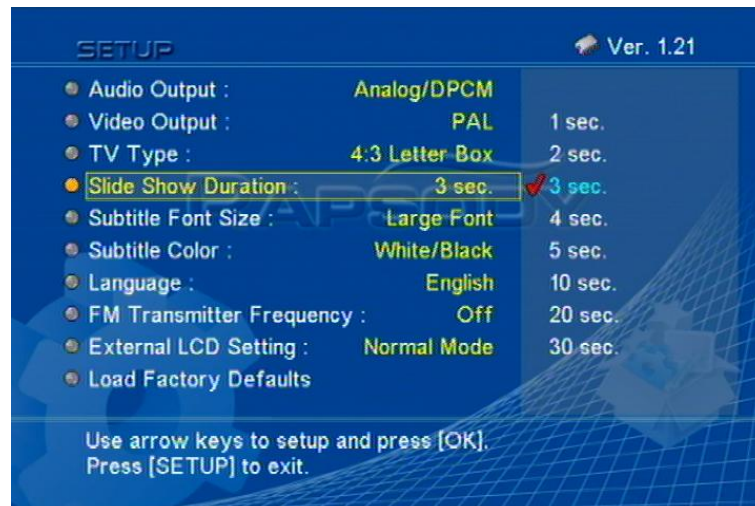 SETUP
Ver. 1.21
Audio Output : Analog/DPCM
Video Output : PAL
TV Type : 4:3 Letter Box
Slide Show Duration : 3 sec.
Subtitle Font Size : Large Font
Subtitle Color : White/Black
Language : English
FM Transmitter Frequency : Off
External LCD Setting : Normal Mode
Load Factory Defaults
1 sec.
2 sec.
3 sec.
4 sec.
5 sec.
10 sec.
20 sec.
30 sec.
RAPSODY
Use arrow keys to setup and press [OK].
Press [SETUP] to exit.